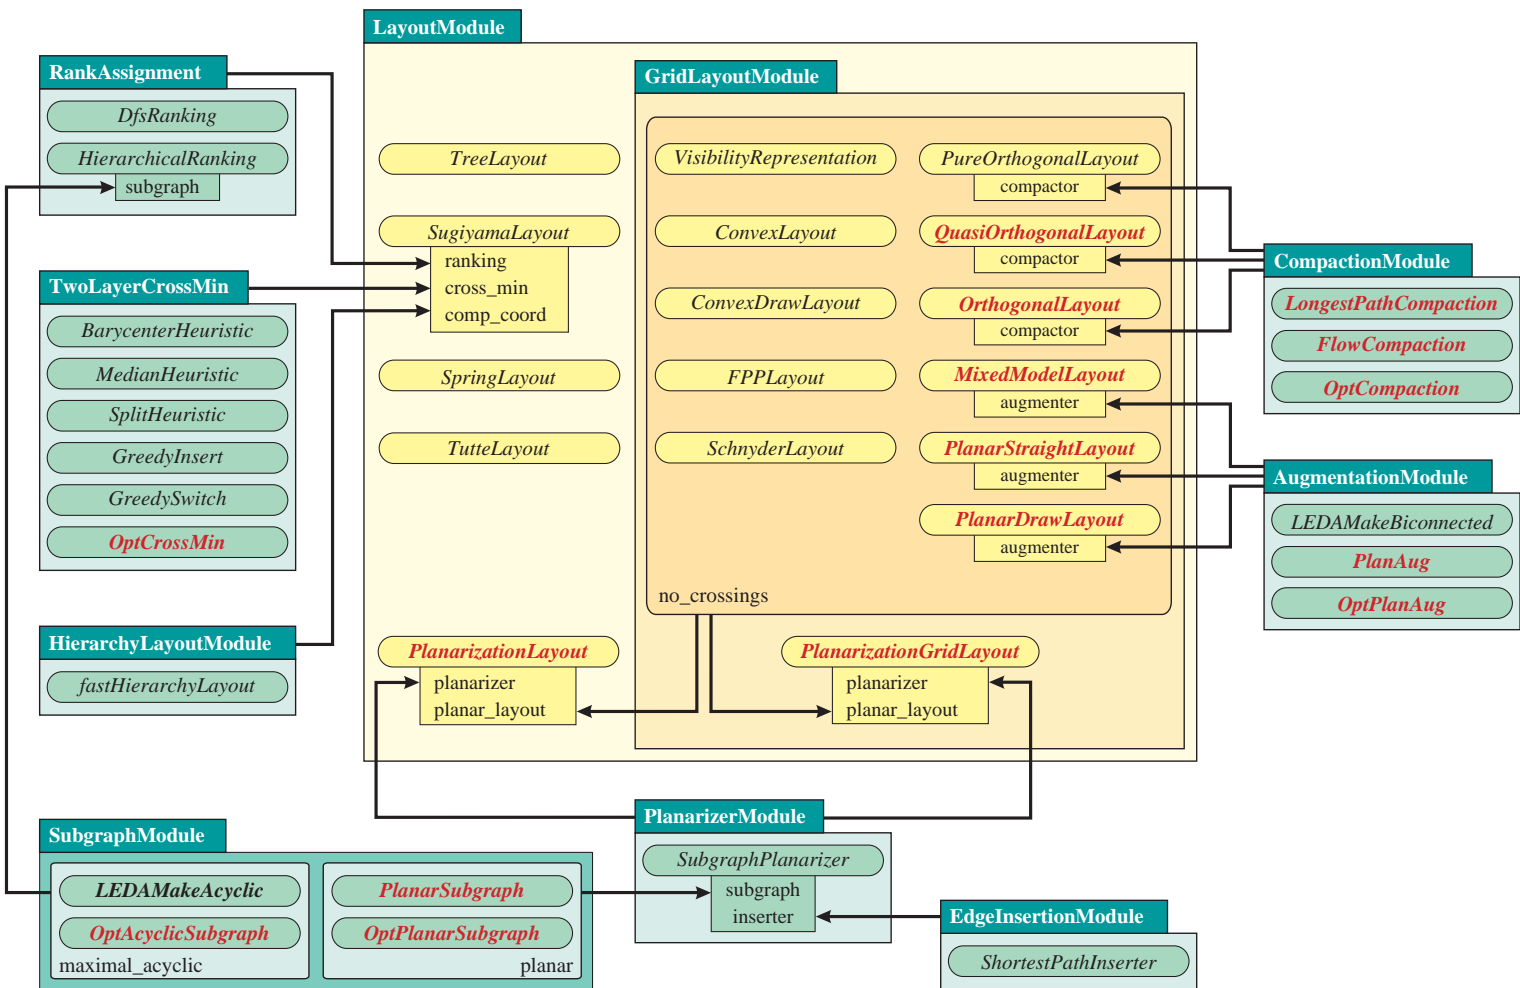 LayoutModule
RankAssignment
DfsRanking
HierarchicalRanking
subgraph
TwoLayerCrossMin
BarycenterHeuristic
MedianHeuristic
SplitHeuristic
GreedyInsert
GreedySwitch
OptCrossMin
HierarchyLayoutModule
fastHierarchyLayout
TreeLayout
SugiyamaLayout
ranking
cross_min
comp_coord
SpringLayout
TutteLayout
PlanarizationLayout
planarizer
planar_layout
GridLayoutModule
VisibilityRepresentation
ConvexLayout
ConvexDrawLayout
FPPLayout
SchnyderLayout
PureOrthogonalLayout
compactor
QuasiOrthogonalLayout
compactor
OrthogonalLayout
compactor
MixedModelLayout
augmenter
PlanarStraightLayout
augmenter
PlanarDrawLayout
augmenter
no_crossings
PlanarizationGridLayout
planarizer
planar_layout
CompactionModule
LongestPathCompaction
FlowCompaction
OptCompaction
AugmentationModule
LEDAMakeBiconnected
PlanAug
OptPlanAug
SubgraphModule
LEDAMakeAcyclic
OptAcyclicSubgraph
maximal_acyclic
PlanarSubgraph
OptPlanarSubgraph
planar
PlanarizerModule
SubgraphPlanarizer
subgraph
inserter
EdgeInsertionModule
ShortestPathInserter